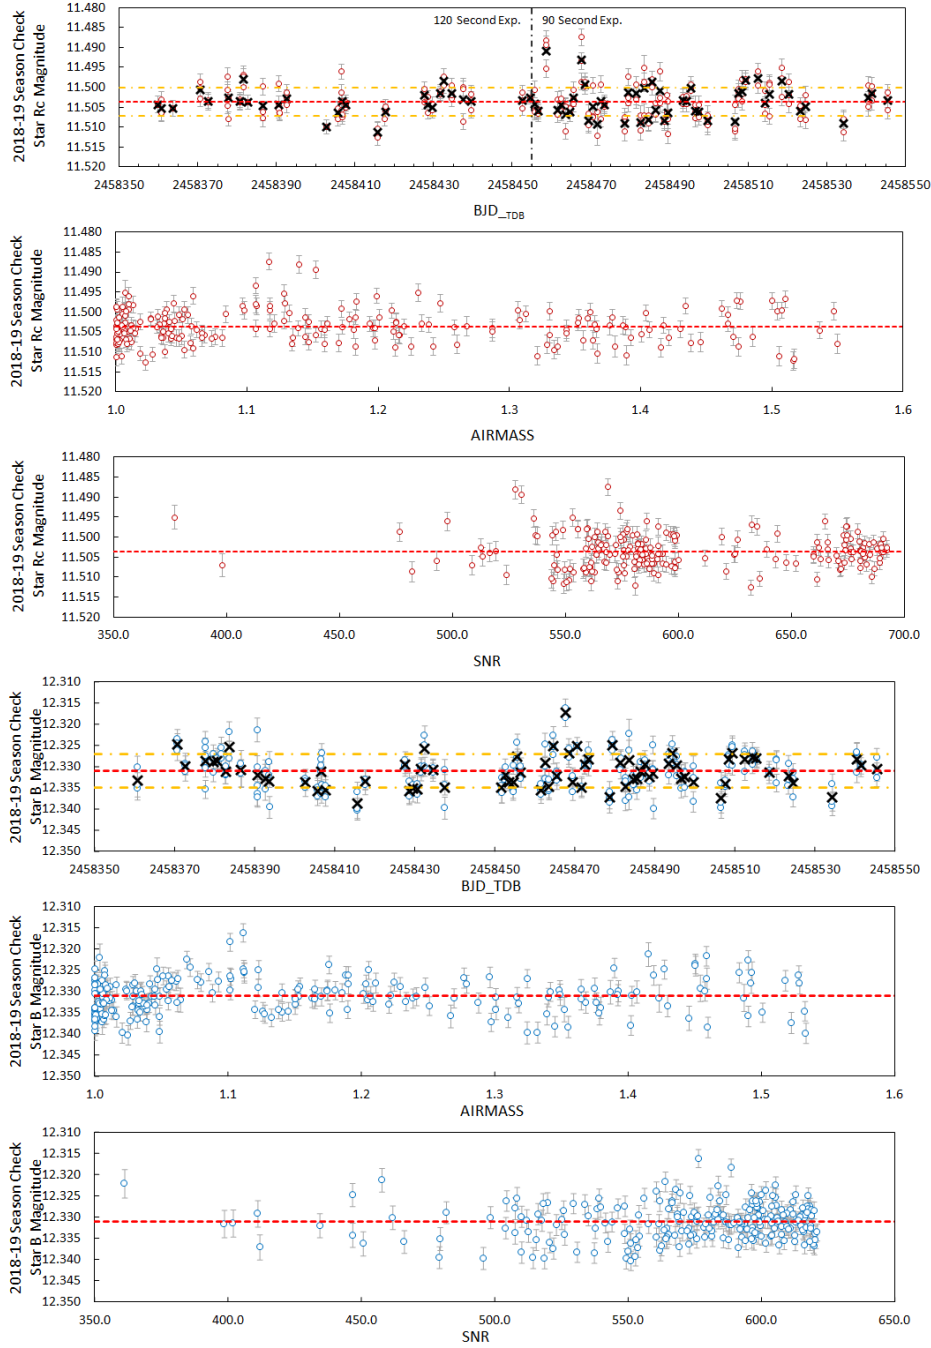 120 Second Exp. 90 Second Exp.
2018-19 Season Check
Star Rc Magnitude
11.480
11.485
11.490
11.495
11.500
11.505
11.510
11.515
11.520
2458350 2458370 2458390 2458410 2458430 2458450 2458470 2458490 2458510 2458530 2458550
BJD_TDB
2018-19 Season Check
Star Rc Magnitude
11.480
11.485
11.490
11.495
11.500
11.505
11.510
11.515
11.520
1.0 1.1 1.2 1.3 1.4 1.5 1.6
AIRMASS
2018-19 Season Check
Star Rc Magnitude
11.480
11.485
11.490
11.495
11.500
11.505
11.510
11.515
11.520
350.0 400.0 450.0 500.0 550.0 600.0 650.0 700.0
SNR
2018-19 Season Check
Star B Magnitude
12.310
12.315
12.320
12.325
12.330
12.335
12.340
12.345
12.350
2458350 2458370 2458390 2458410 2458430 2458450 2458470 2458490 2458510 2458530 2458550
BJD_TDB
2018-19 Season Check
Star B Magnitude
12.310
12.315
12.320
12.325
12.330
12.335
12.340
12.345
12.350
1.0 1.1 1.2 1.3 1.4 1.5 1.6
AIRMASS
2018-19 Season Check
Star B Magnitude
12.310
12.315
12.320
12.325
12.330
12.335
12.340
12.345
12.350
350.0 400.0 450.0 500.0 550.0 600.0 650.0
SNR